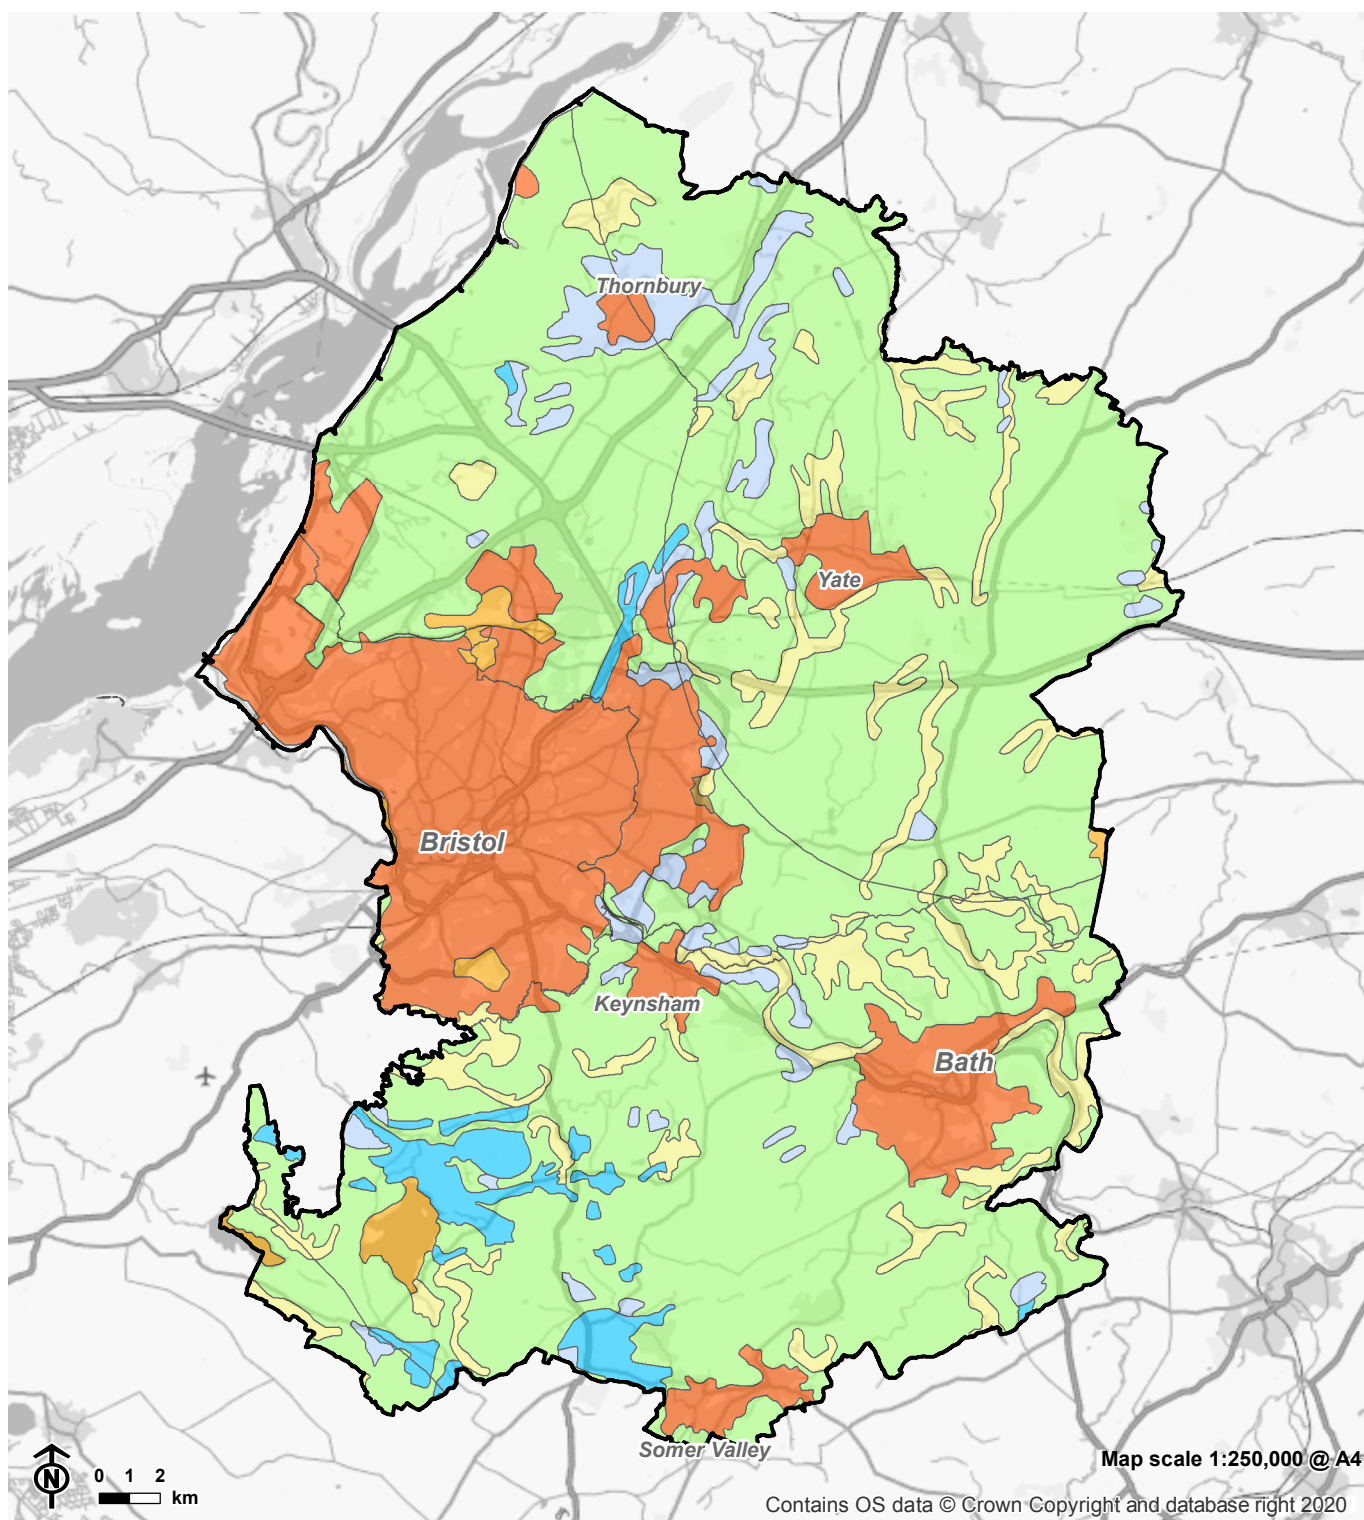 Thornbury
Yate
Bristol
Keynsham
Bath
Somer Valley
Map scale 1:250,000 @ A4
N
0 1 2
km
Contains OS data © Crown Copyright and database right 2020